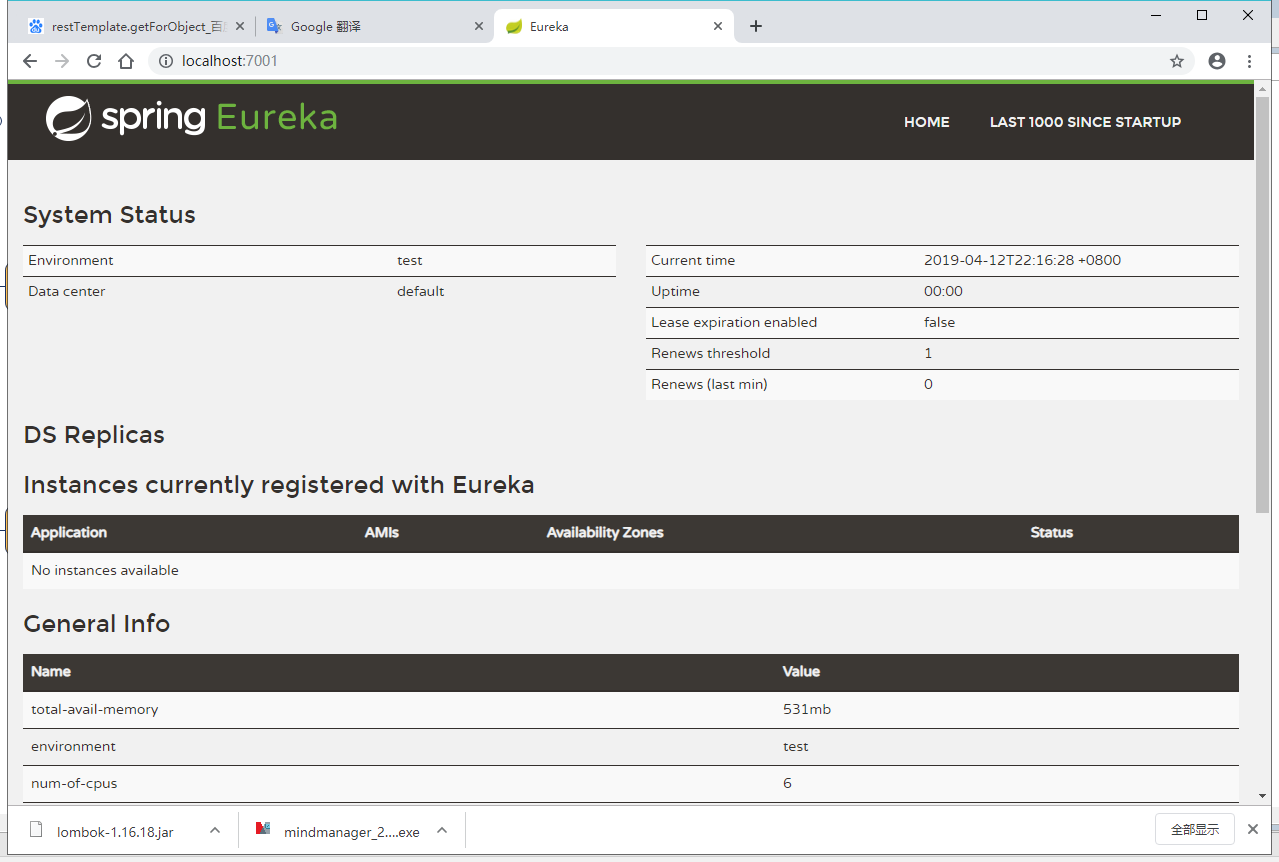 restTemplate.getForObject_百 Google 翻译 Eureka
localhost:7001
spring Eureka HOME LAST 1000 SINCE STARTUP
System Status
Environment test Current time 2019-04-12T22:16:28 +0800
Data center default Uptime 00:00
Lease expiration enabled false
Renews threshold 1
Renews (last min) 0
DS Replicas
Instances currently registered with Eureka
Application AMIs Availability Zones Status
No instances available
General Info
Name Value
total-avail-memory 531mb
environment test
num-of-cpus 6
lombok-1.16.18.jar mindmanager_2....exe 全部显示